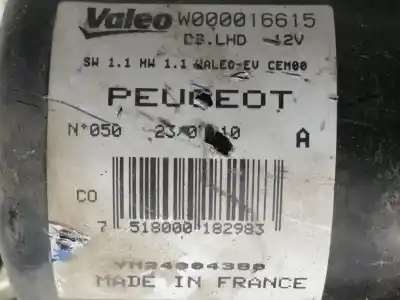 Valeo W000016615
D3.LHD 12V
SW 1.1 HW 1.1 VALEO-EV CEM00
PEUGEOT
N°050 A
CO
7 518000 182983
MADE IN FRANCE